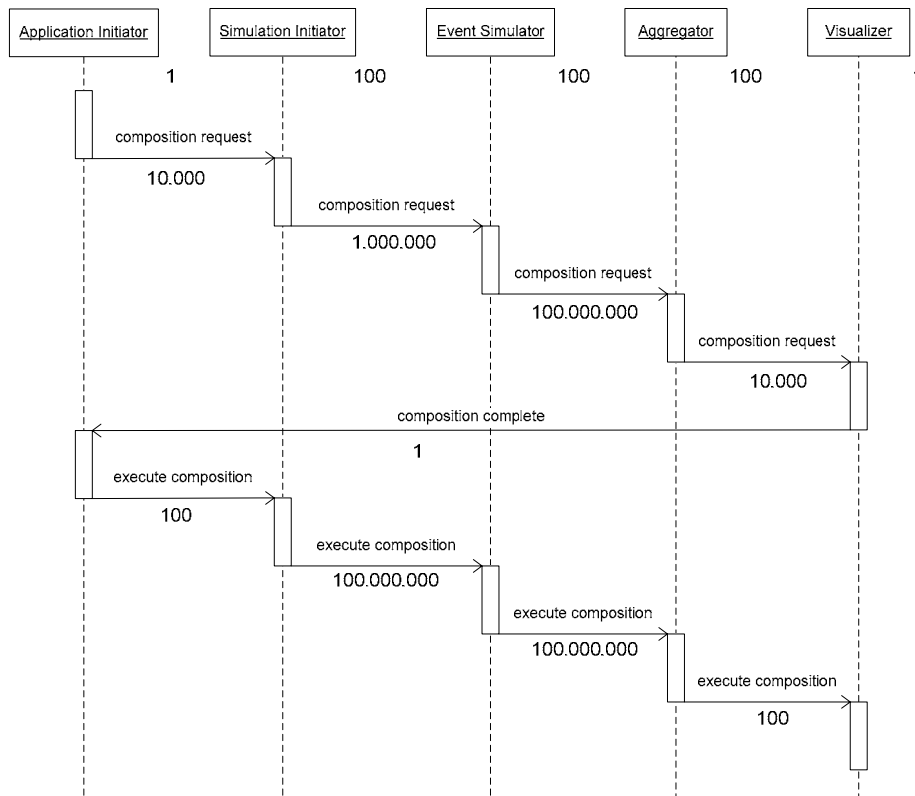 Application Initiator
Simulation Initiator
Event Simulator
Aggregator
Visualizer
1
100
100
100
composition request
10.000
composition request
1.000.000
composition request
100.000.000
composition request
10.000
composition complete
1
execute composition
100
execute composition
100.000.000
execute composition
100.000.000
execute composition
100